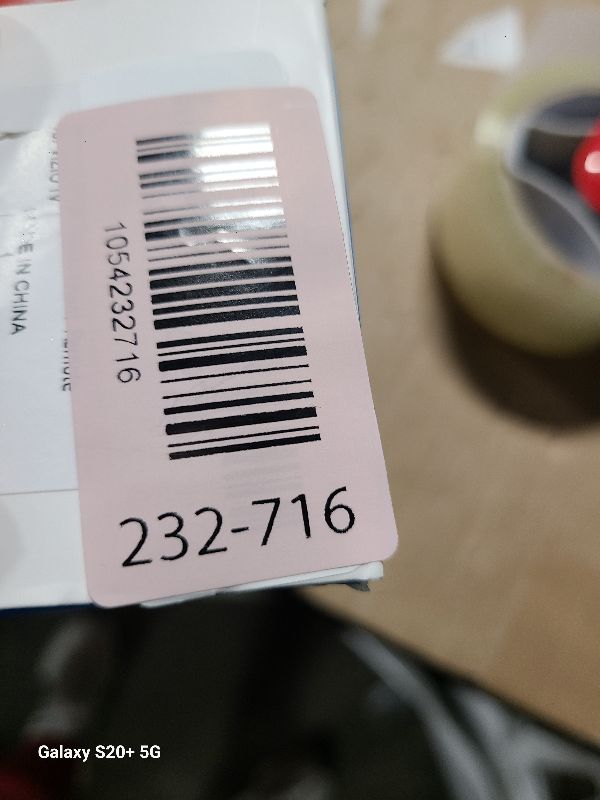 1054232716
232-716
IN CHINA
Galaxy S20+ 5G